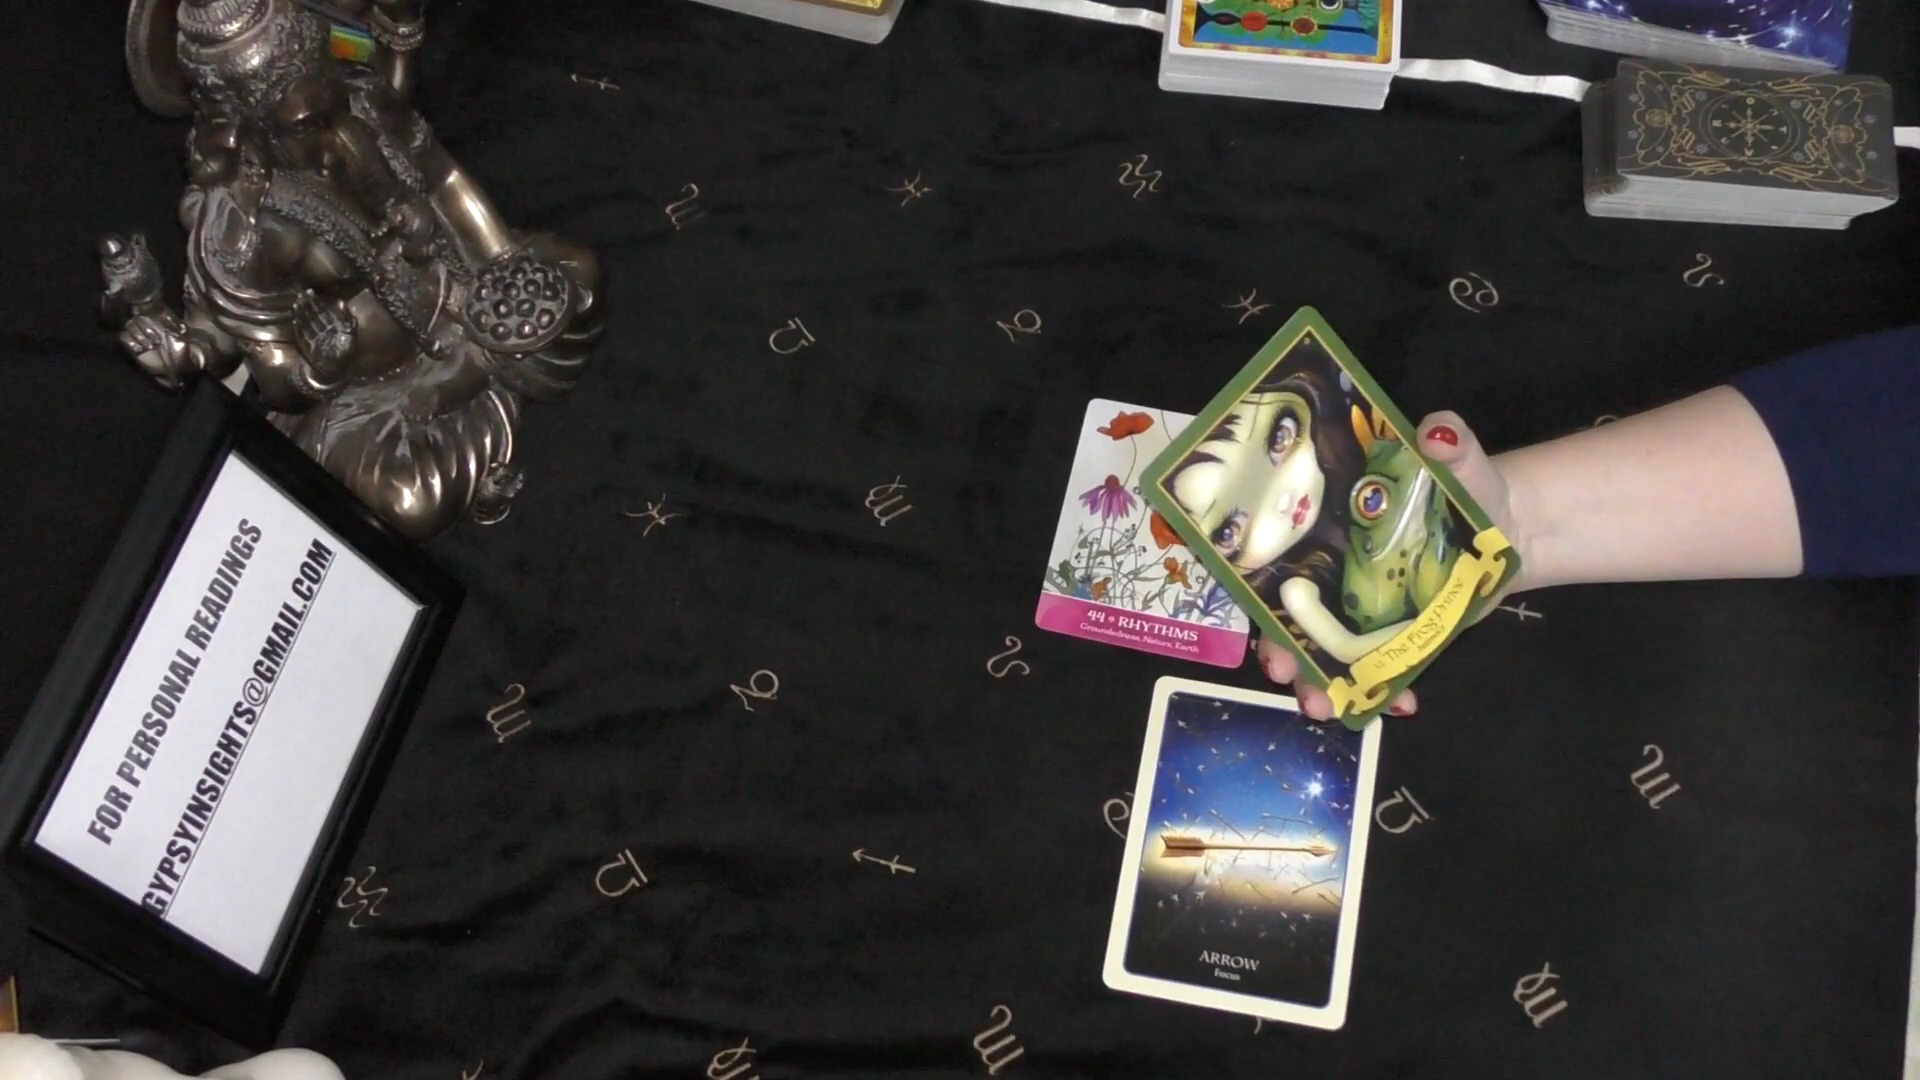 FOR PERSONAL READINGS
GYPSYINSIGHTS@GMAIL.COM
44 • RHYTHMS
Groundedness, Nature, Earth
The Frog Prince
ARROW
Focus